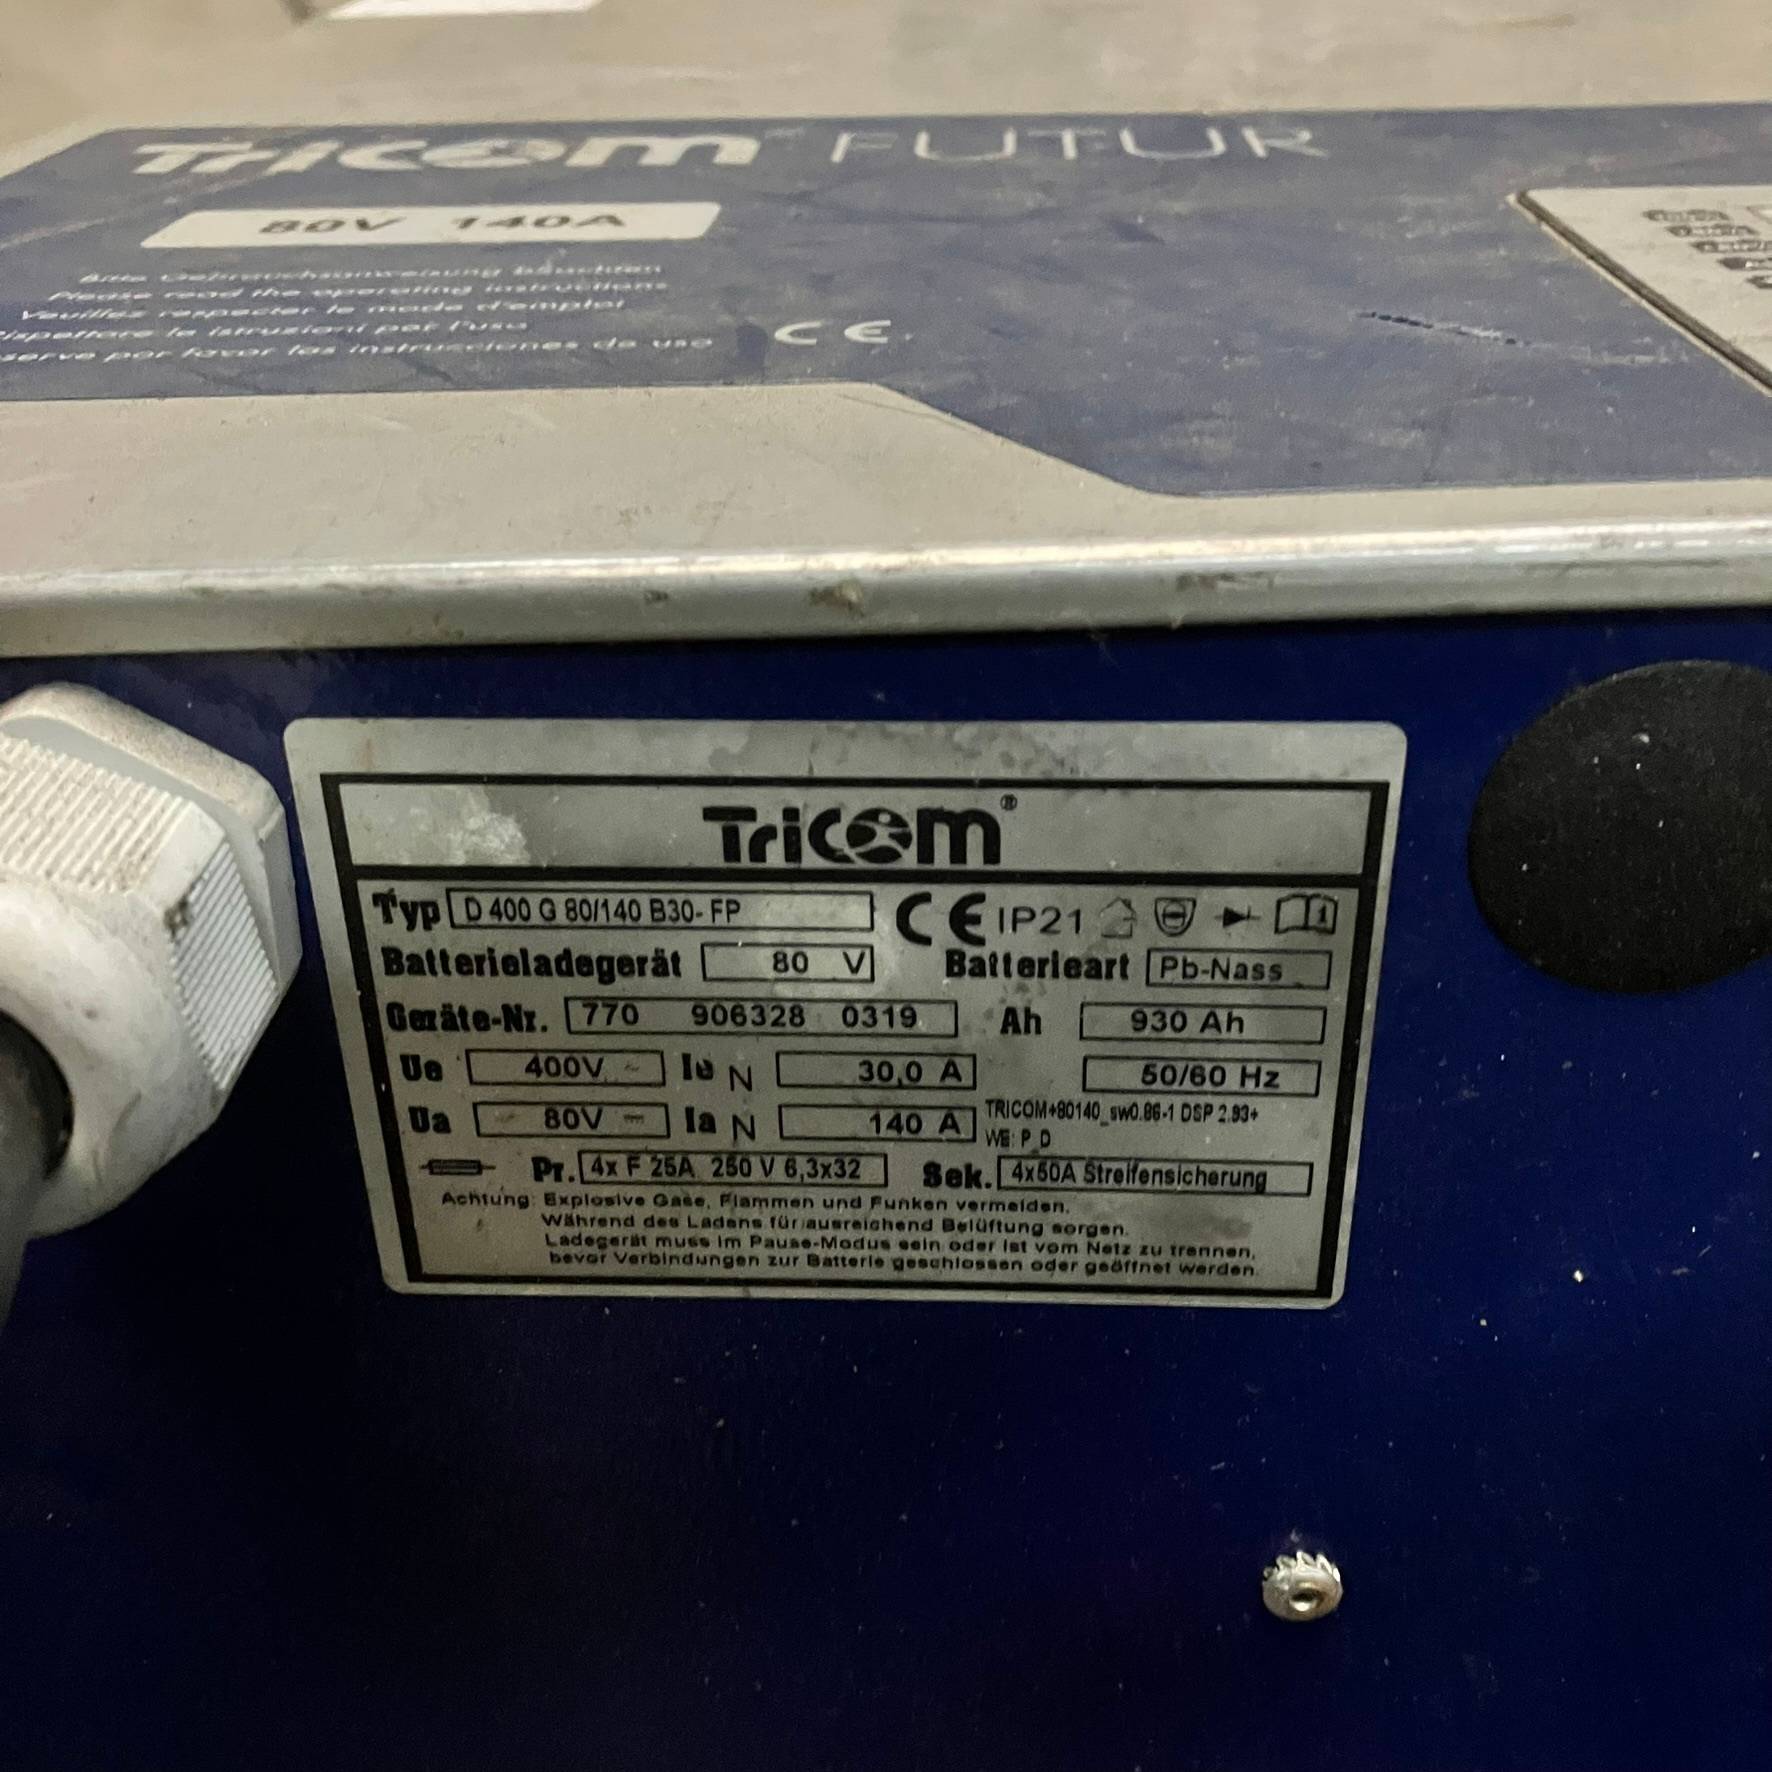 Tricom FUTUR
80V 140A
Bitte Gebrauchsanweisung beachten
Please read the operating instructions
Veuillez respecter le mode d'emploi
Rispettare le istruzioni per l'uso
serve por favor las instrucciones de uso
CE
Tricom®
Typ D 400 G 80/140 B30- FP CE IP21 i
Batterieladegerät 80 V Batterieart Pb-Nass
Geräte-Nr. 770 906328 0319 Ah 930 Ah
Ue 400V ~ Ie N 30,0 A 50/60 Hz
Ua 80V Ia N 140 A TRICOM+80140_sw0.86-1 DSP 2.93+
WE: P_D
Pr. 4x F 25A 250 V 6,3x32 Sek. 4x50A Streifensicherung
Achtung: Explosive Gase, Flammen und Funken vermeiden.
Während des Ladens für ausreichend Belüftung sorgen.
Ladegerät muss im Pause-Modus sein oder ist vom Netz zu trennen,
bevor Verbindungen zur Batterie geschlossen oder geöffnet werden.